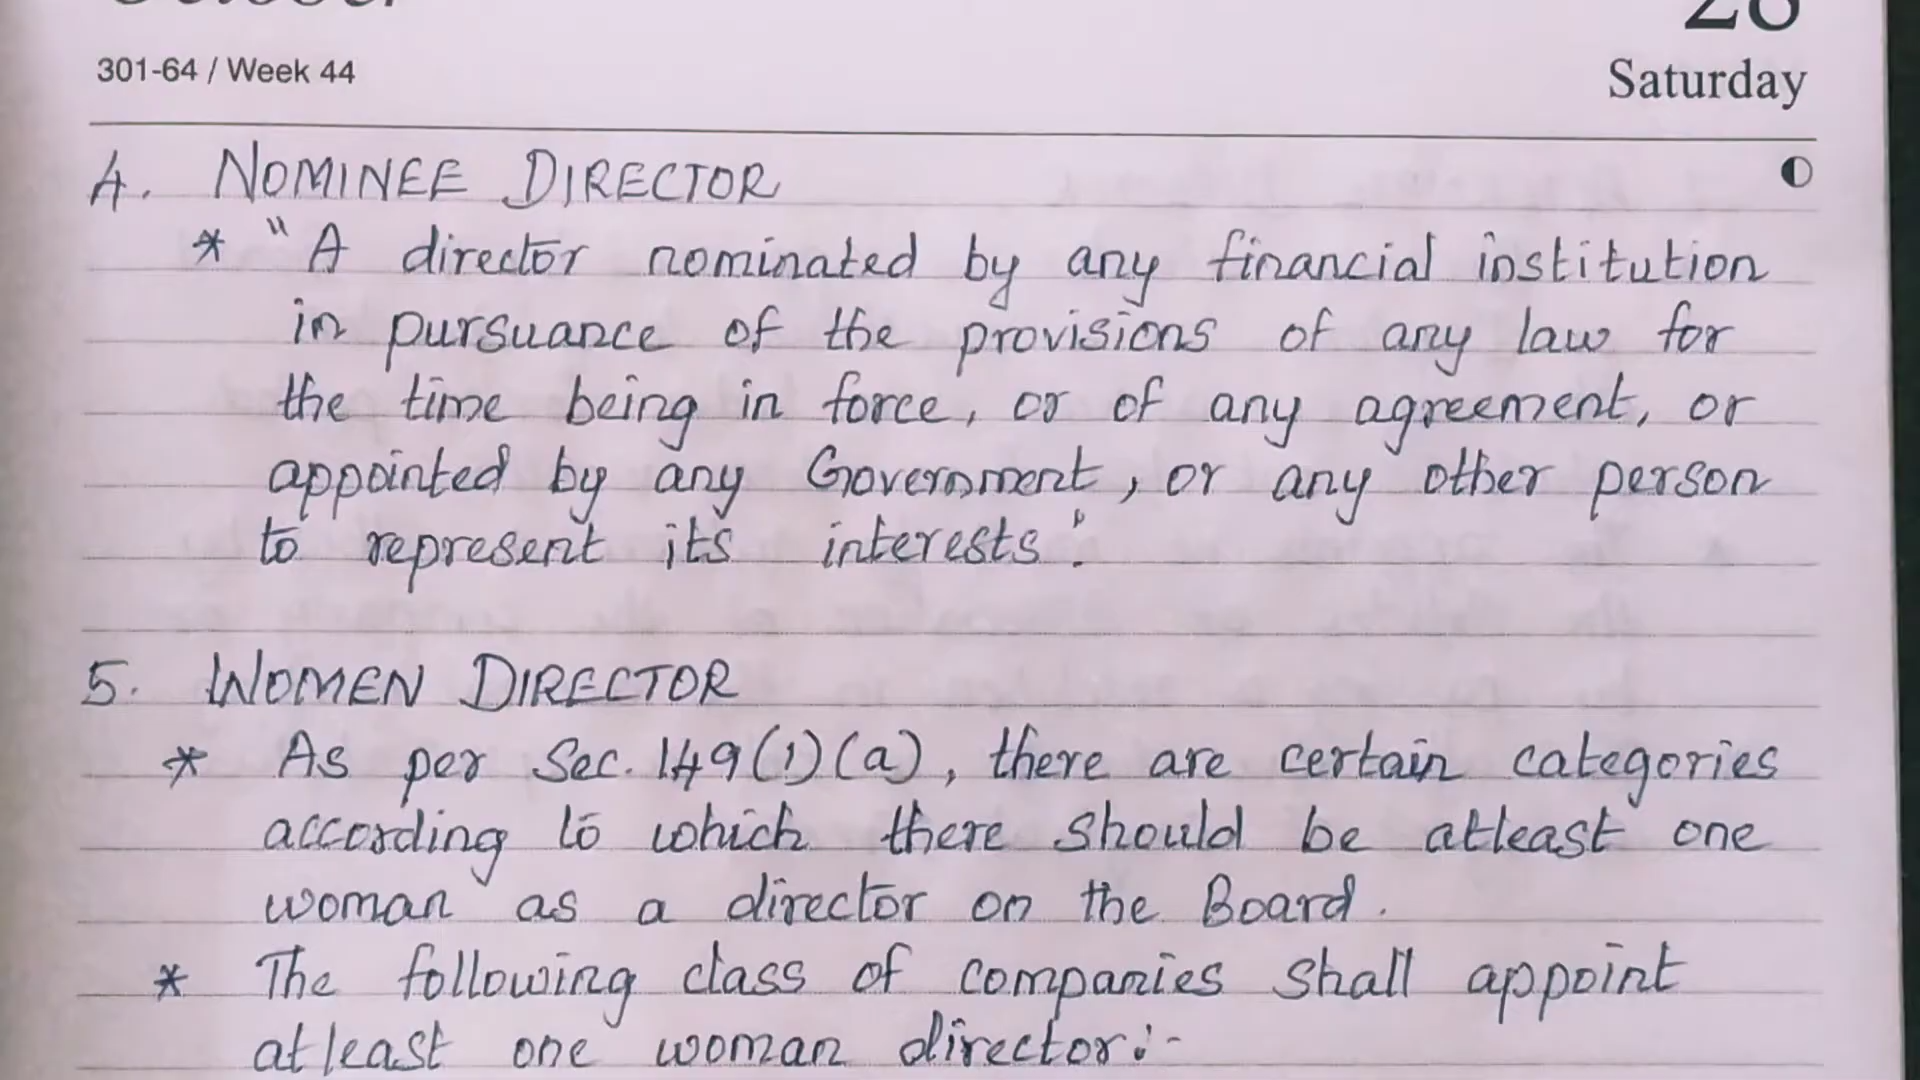 October
28
301-64 / Week 44
Saturday
4. NOMINEE DIRECTOR
* "A director nominated by any financial institution
in pursuance of the provisions of any law for
the time being in force, or of any agreement, or
appointed by any Government, or any other person
to represent its interests".
5. WOMEN DIRECTOR
* As per Sec. 149(1)(a), there are certain categories
according to which there should be atleast one
woman as a director on the Board.
* The following class of companies shall appoint
atleast one woman director:-